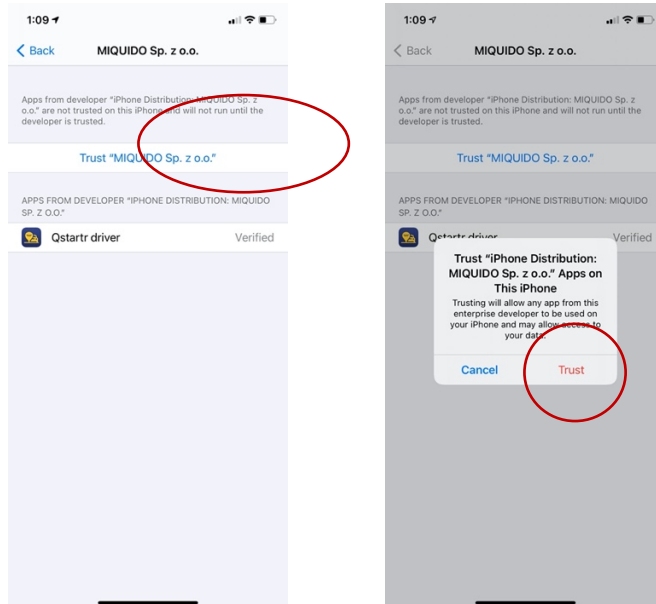 1:09
Back
MIQUIDO Sp. z o.o.
Apps from developer "iPhone Distribution: MIQUIDO Sp. z
o.o." are not trusted on this iPhone and will not run until the
developer is trusted.
Trust "MIQUIDO Sp. z o.o."
APPS FROM DEVELOPER "IPHONE DISTRIBUTION: MIQUIDO
SP. Z O.O."
Qstartr driver
Verified
1:09
Back
MIQUIDO Sp. z o.o.
Apps from developer "iPhone Distribution: MIQUIDO Sp. z
o.o." are not trusted on this iPhone and will not run until the
developer is trusted.
Trust "MIQUIDO Sp. z o.o."
APPS FROM DEVELOPER "IPHONE DISTRIBUTION: MIQUIDO
SP. Z O.O."
Qstartr driver
Verified
Trust "iPhone Distribution:
MIQUIDO Sp. z o.o." Apps on
This iPhone
Trusting will allow any app from this
enterprise developer to be used on
your iPhone and may allow access to
your data.
Cancel
Trust